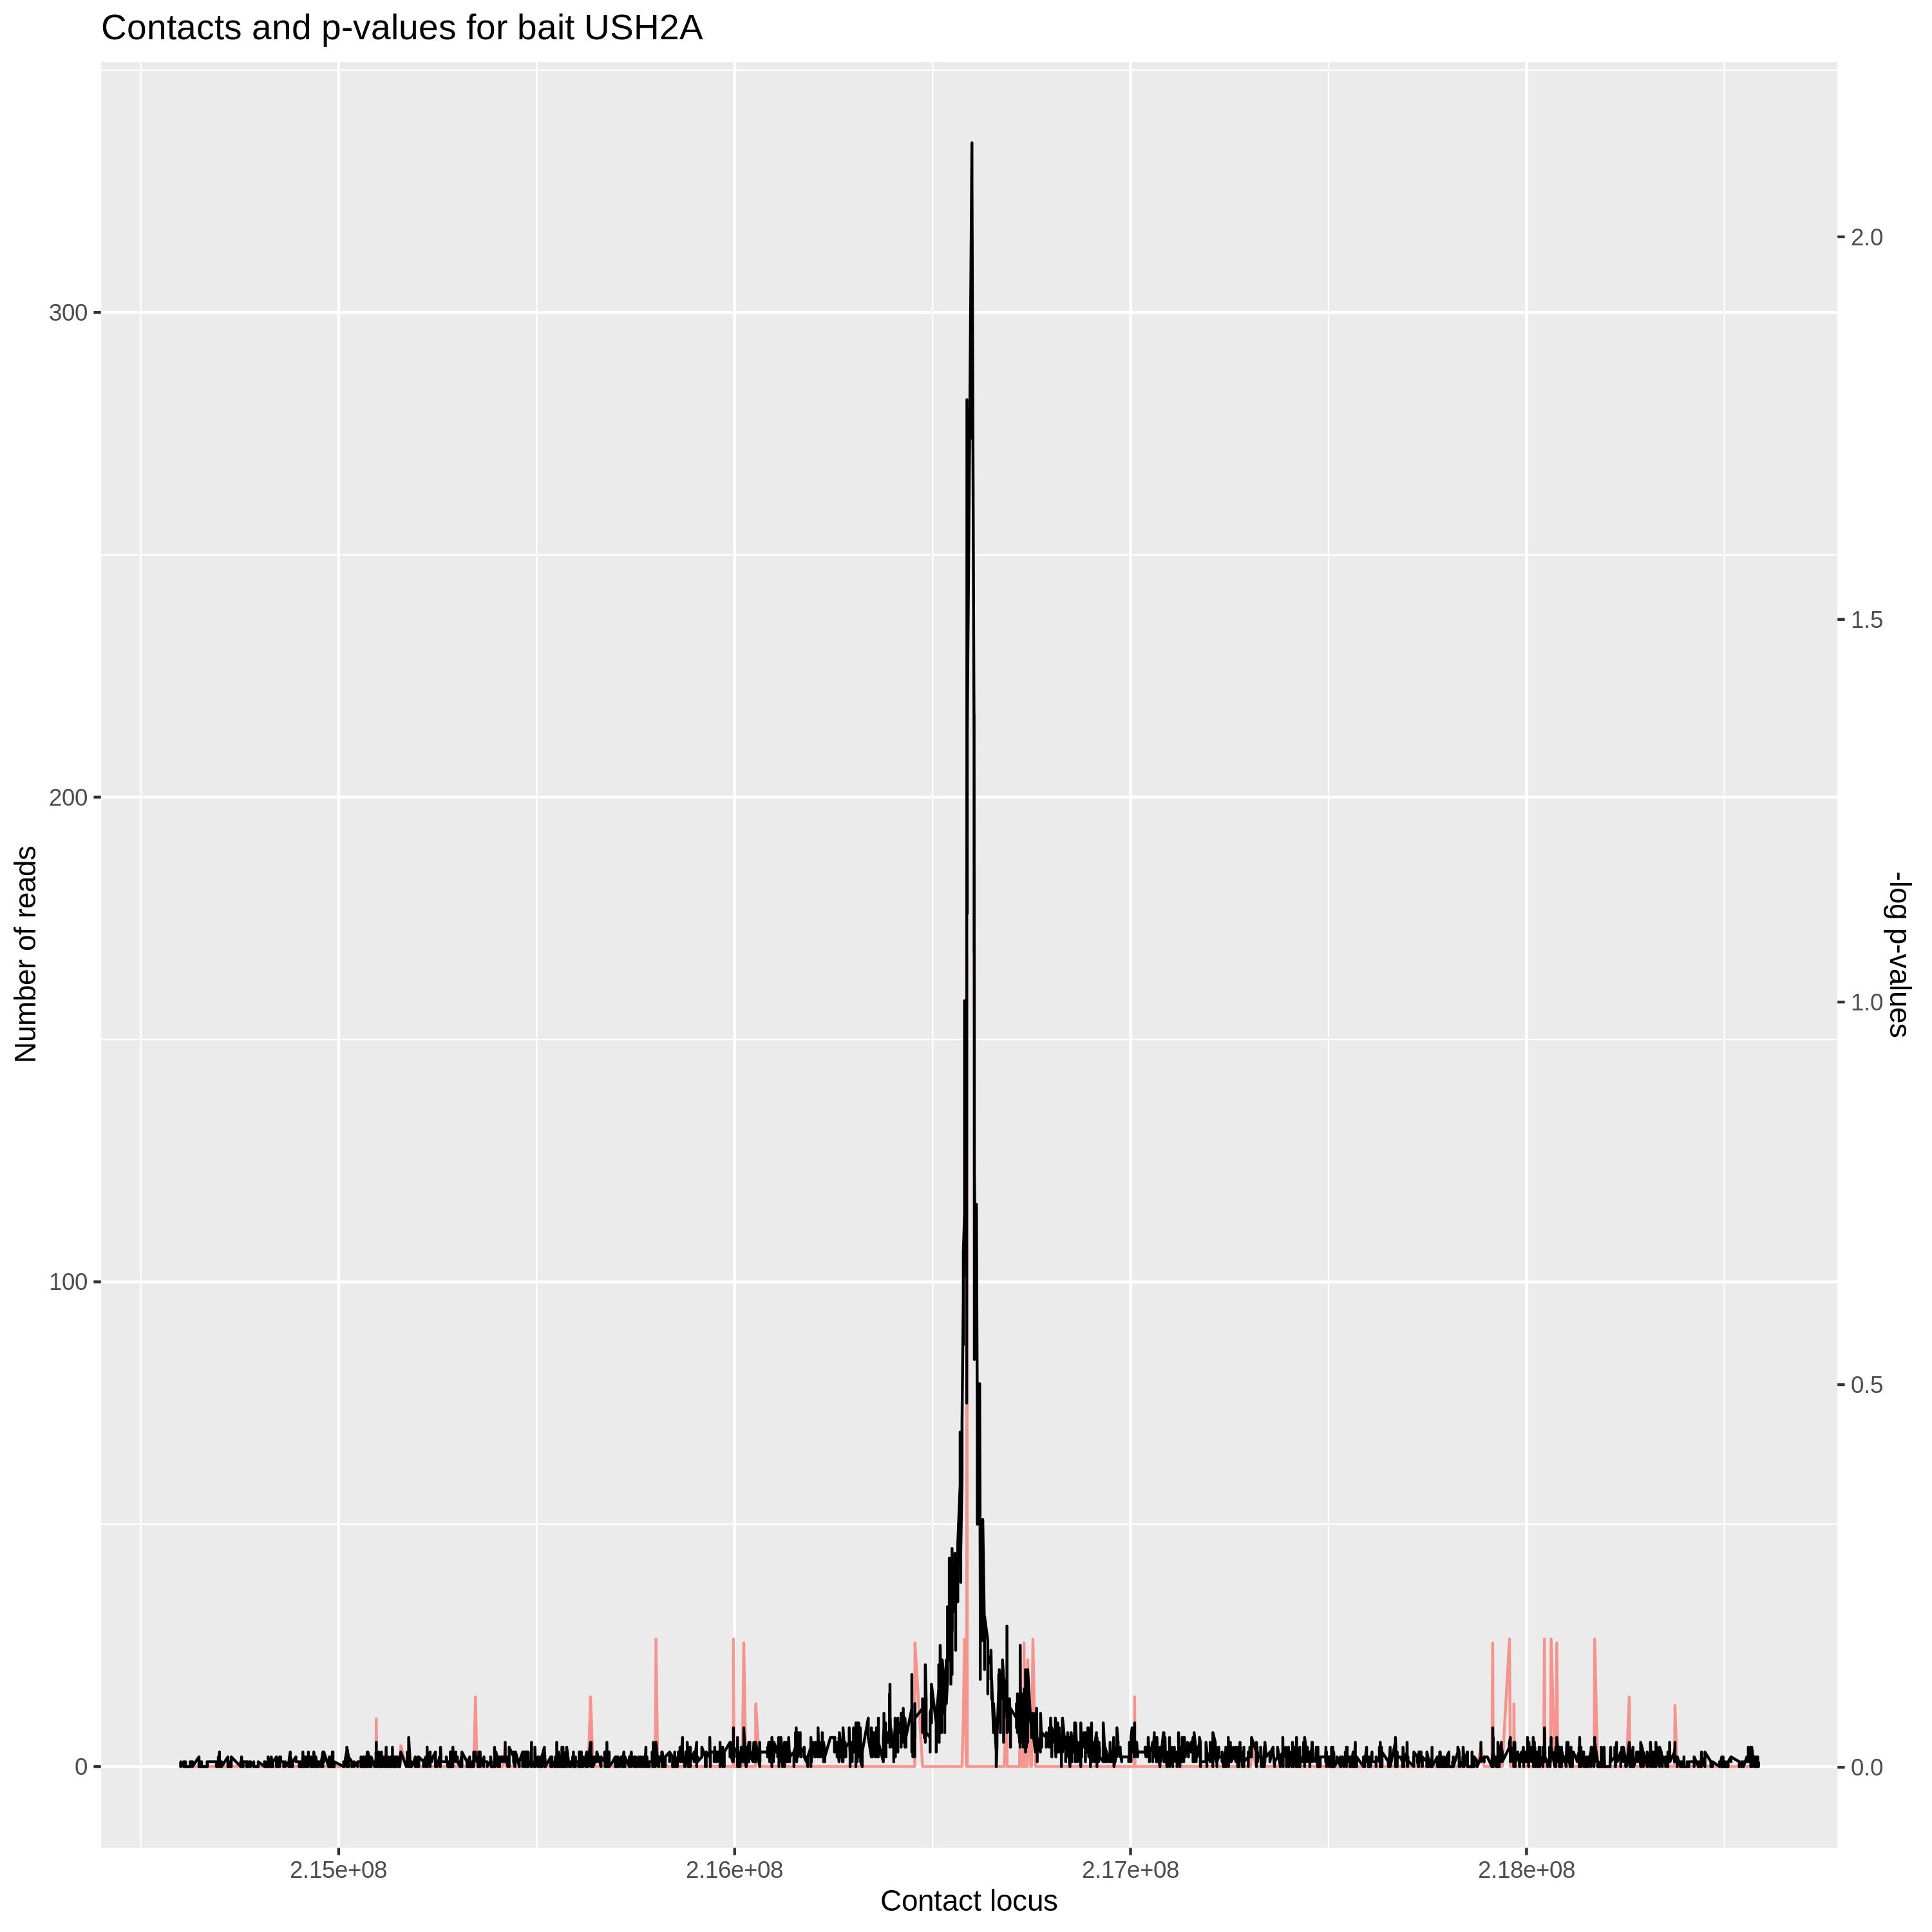 Contacts and p-values for bait USH2A
Number of reads
300
200
100
0
2.0
1.5
1.0
0.5
0.0
-log p-values
2.15e+08
2.16e+08
2.17e+08
2.18e+08
Contact locus